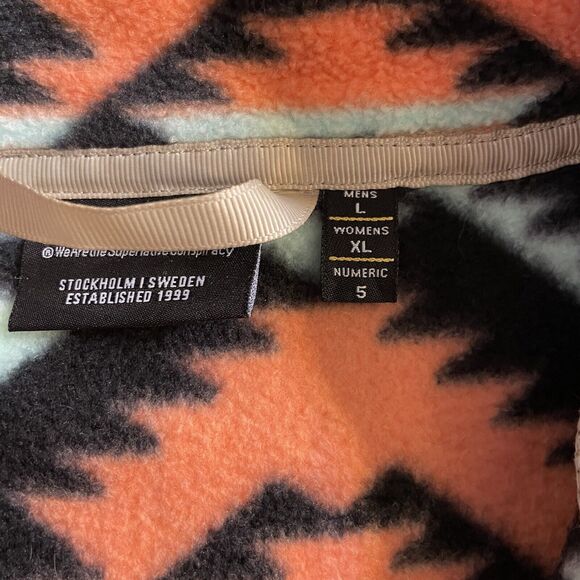 ®WeAretheSuperlativeConspiracy
STOCKHOLM I SWEDEN
ESTABLISHED 1999
MENS
L
WOMENS
XL
NUMERIC
5